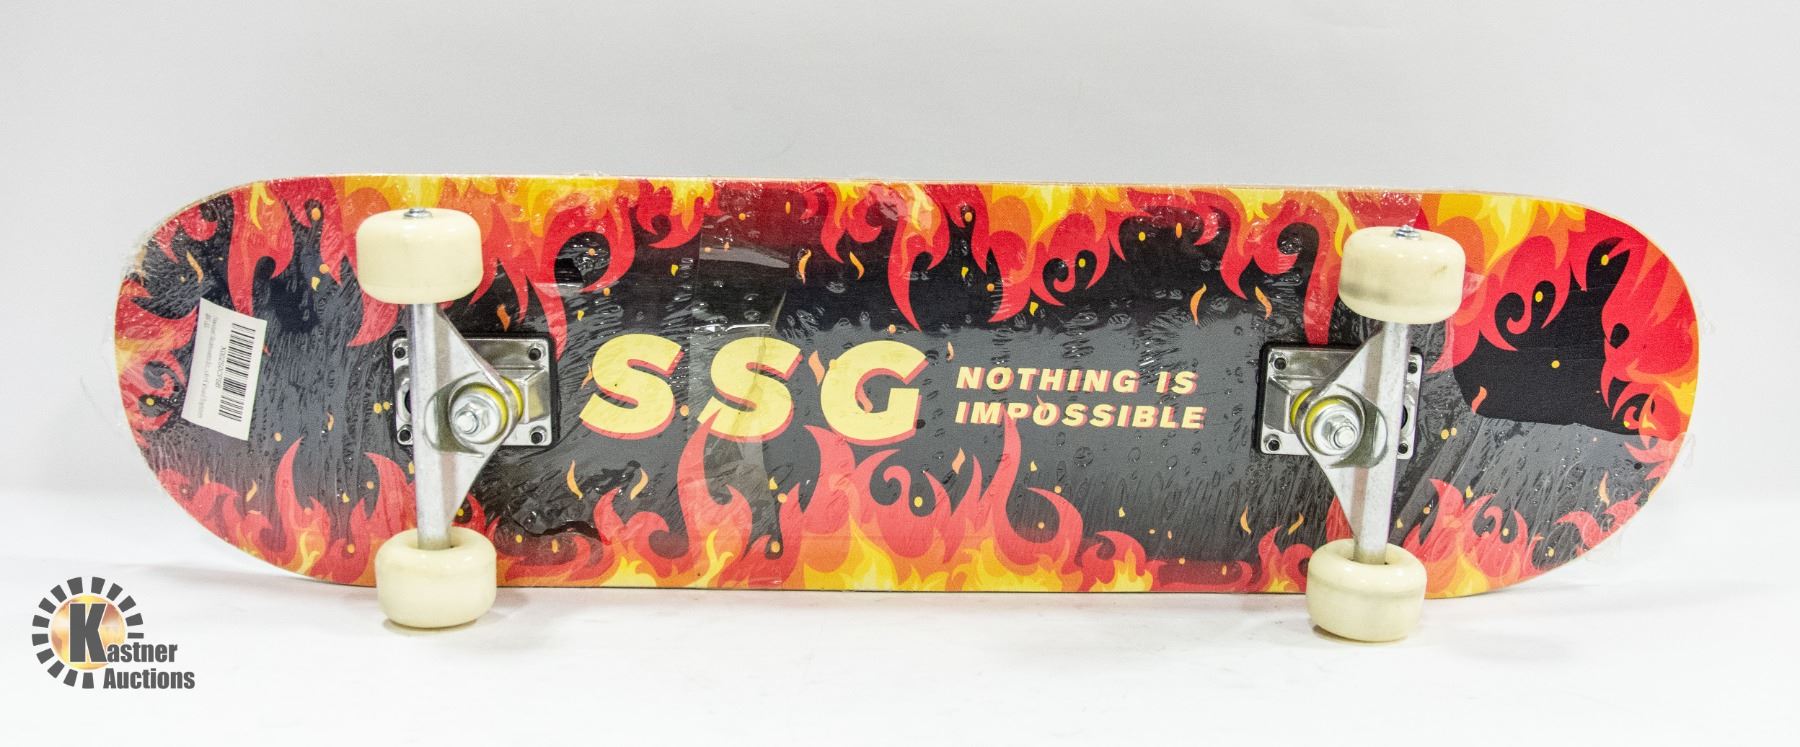 SSG
NOTHING IS
IMPOSSIBLE
Kastner
Auctions